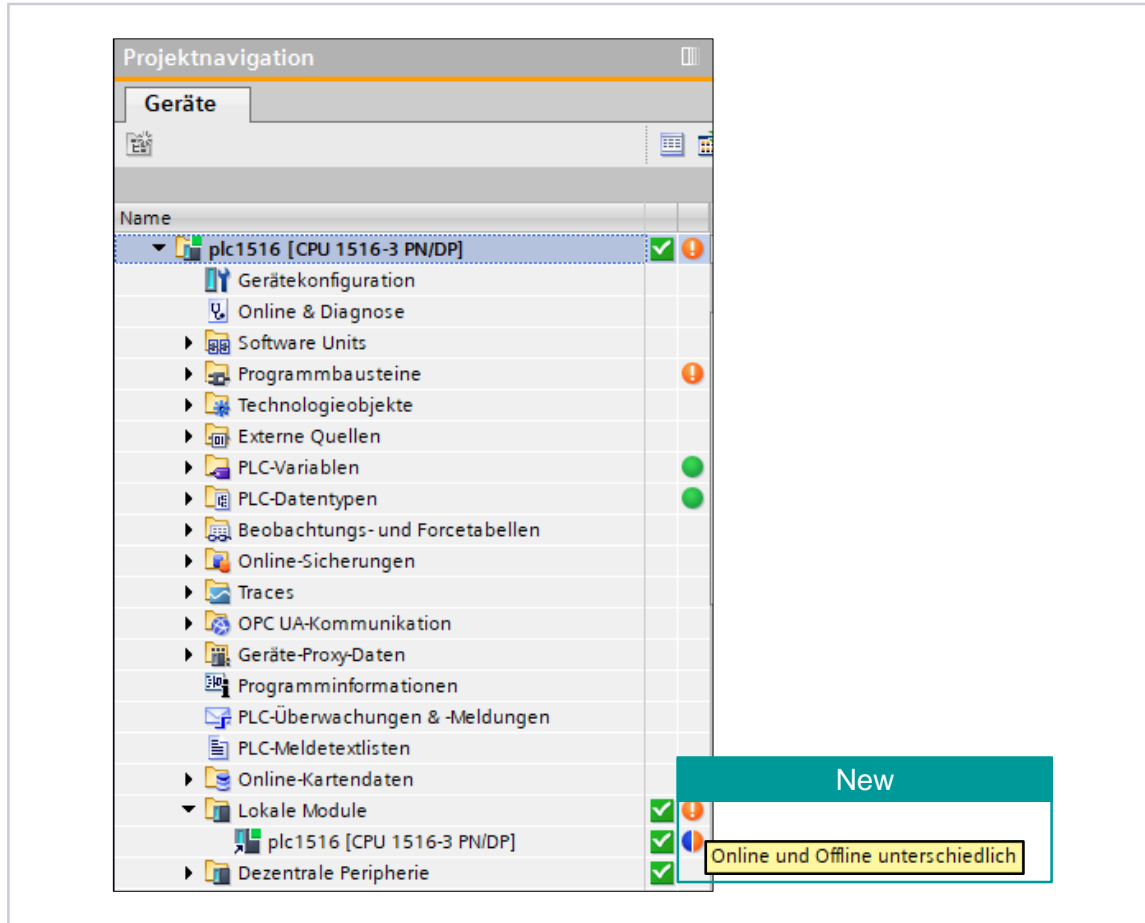 Projektnavigation
Geräte
Name
plc1516 [CPU 1516-3 PN/DP]
Gerätekonfiguration
Online & Diagnose
Software Units
Programmbausteine
Technologieobjekte
Externe Quellen
PLC-Variablen
PLC-Datentypen
Beobachtungs- und Forcetabellen
Online-Sicherungen
Traces
OPC UA-Kommunikation
Geräte-Proxy-Daten
Programminformationen
PLC-Überwachungen & -Meldungen
PLC-Meldetextlisten
Online-Kartendaten
New
Lokale Module
plc1516 [CPU 1516-3 PN/DP]
Online und Offline unterschiedlich
Dezentrale Peripherie